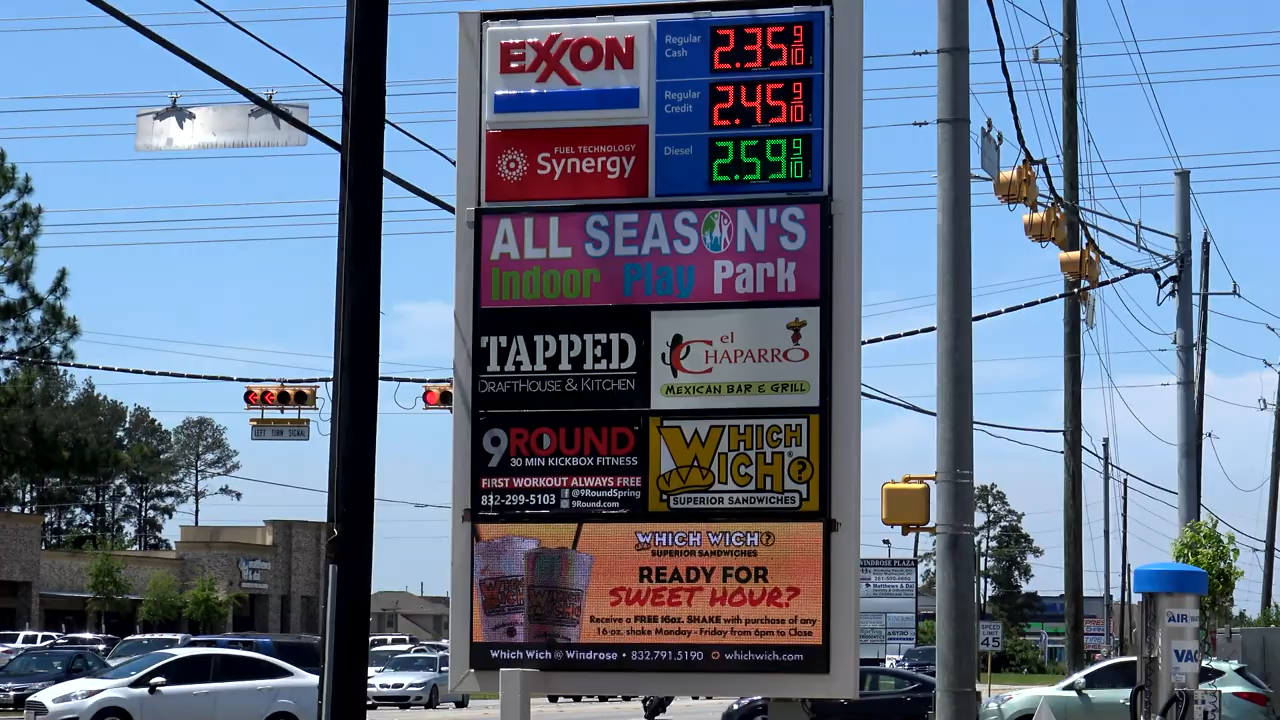 EXXON
FUEL TECHNOLOGY
Synergy
Regular
Cash
2.35 9/10
Regular
Credit
2.45 9/10
Diesel
2.59 9/10
ALL SEASON'S
Indoor Play Park
TAPPED
DRAFTHOUSE & KITCHEN
el
CHAPARRO
MEXICAN BAR & GRILL
9ROUND
30 MIN KICKBOX FITNESS
FIRST WORKOUT ALWAYS FREE
832-299-5103
@9RoundSpring
9Round.com
WHICH
WICH?
SUPERIOR SANDWICHES
WHICH WICH?
SUPERIOR SANDWICHES
READY FOR
SWEET HOUR?
Receive a FREE 16oz. SHAKE with purchase of any
16 oz. shake Monday - Friday from 6pm to Close
Which Wich @ Windrose • 832.791.5190 whichwich.com
LEFT TURN SIGNAL
WINDROSE PLAZA
SPEED
LIMIT
45
AIR
VAC